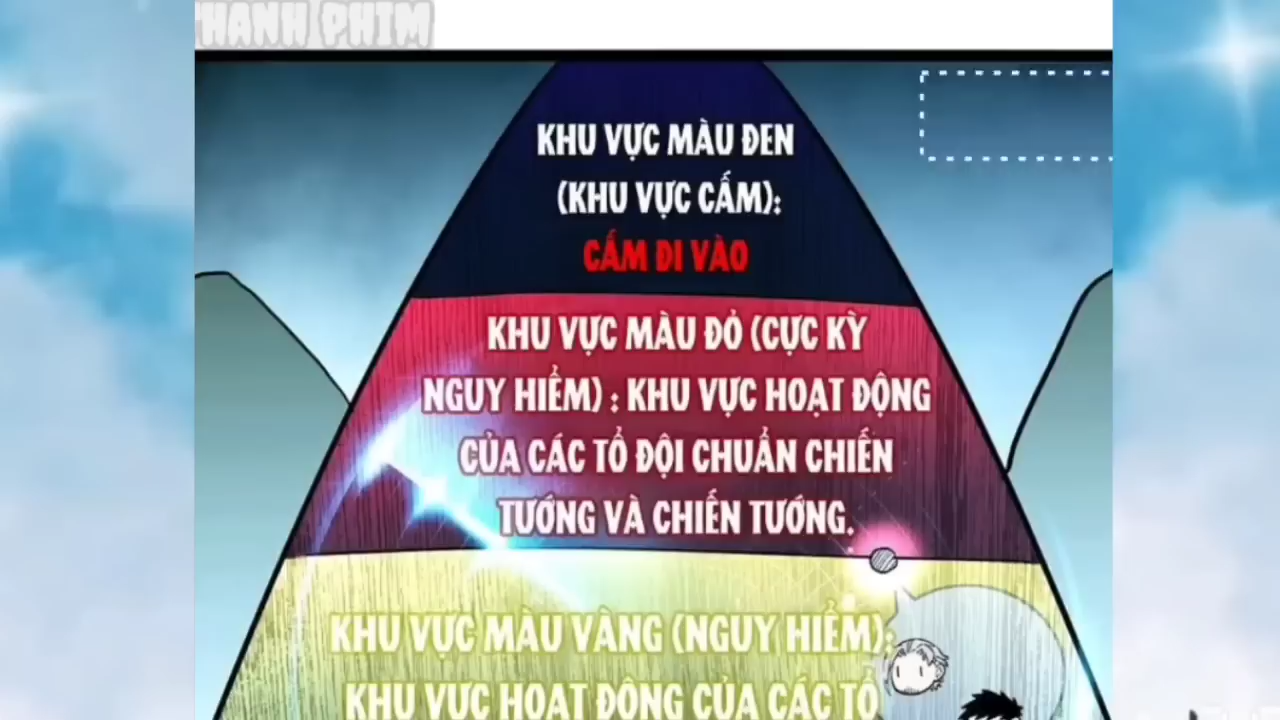 THANH PHIM
KHU VỰC MÀU ĐEN
(KHU VỰC CẤM):
CẤM ĐI VÀO
KHU VỰC MÀU ĐỎ (CỰC KỲ
NGUY HIỂM) : KHU VỰC HOẠT ĐỘNG
CỦA CÁC TỔ ĐỘI CHUẨN CHIẾN
TƯỚNG VÀ CHIẾN TƯỚNG.
KHU VỰC MÀU VÀNG (NGUY HIỂM):
KHU VỰC HOẠT ĐỘNG CỦA CÁC TỔ